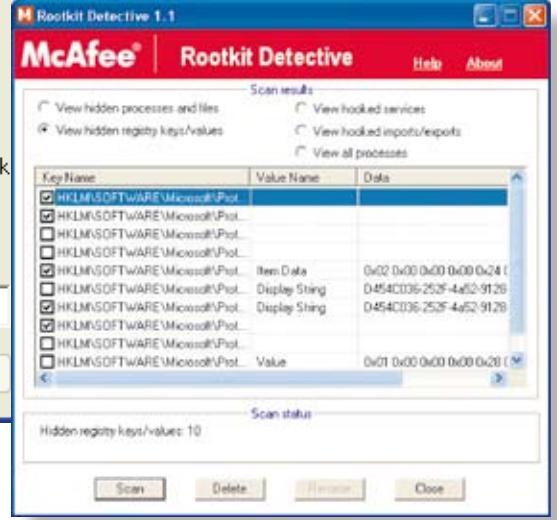 Rootkit Detective 1.1
McAfee® Rootkit Detective Help About
Scan results
View hidden processes and files View hooked services
View hidden registry keys/values View hooked imports/exports
View all processes
Key Name Value Name Data
HKLM\SOFTWARE\Microsoft\Prot...
HKLM\SOFTWARE\Microsoft\Prot...
HKLM\SOFTWARE\Microsoft\Prot...
HKLM\SOFTWARE\Microsoft\Prot...
HKLM\SOFTWARE\Microsoft\Prot... Item Data 0x02 0x00 0x00 0x00 0x24 (
HKLM\SOFTWARE\Microsoft\Prot... Display String D454C036-252F-4a52-9128
HKLM\SOFTWARE\Microsoft\Prot... Display String D454C036-252F-4a52-9128
HKLM\SOFTWARE\Microsoft\Prot...
HKLM\SOFTWARE\Microsoft\Prot... Value 0x01 0x00 0x00 0x00 0x28 (
Scan status
Hidden registry keys/values: 10
Scan Delete Rename Close